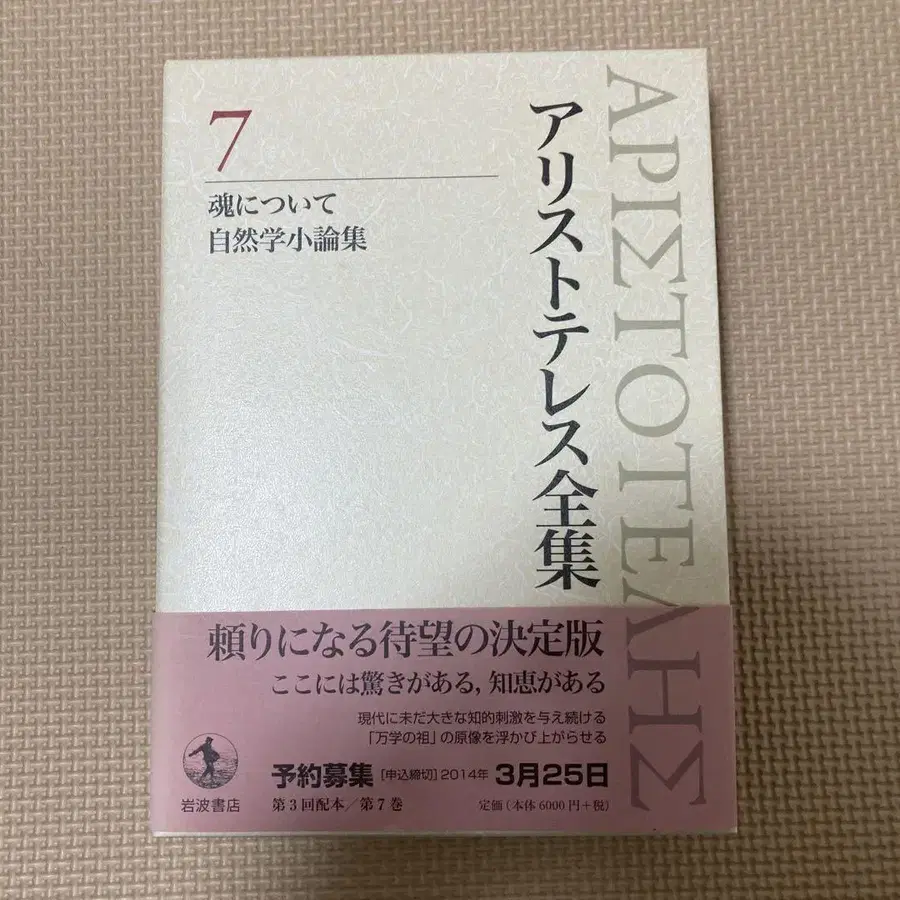 ΑΡΙΣΤΟΤΕΛΗΣ
アリストテレス全集
7
魂について
自然学小論集
頼りになる待望の決定版
ここには驚きがある, 知恵がある
現代に未だ大きな知的刺激を与え続ける
「万学の祖」の原像を浮かび上がらせる
予約募集 [申込締切] 2014年 3月25日
岩波書店 第3回配本/第7巻 定価(本体6000円+税)